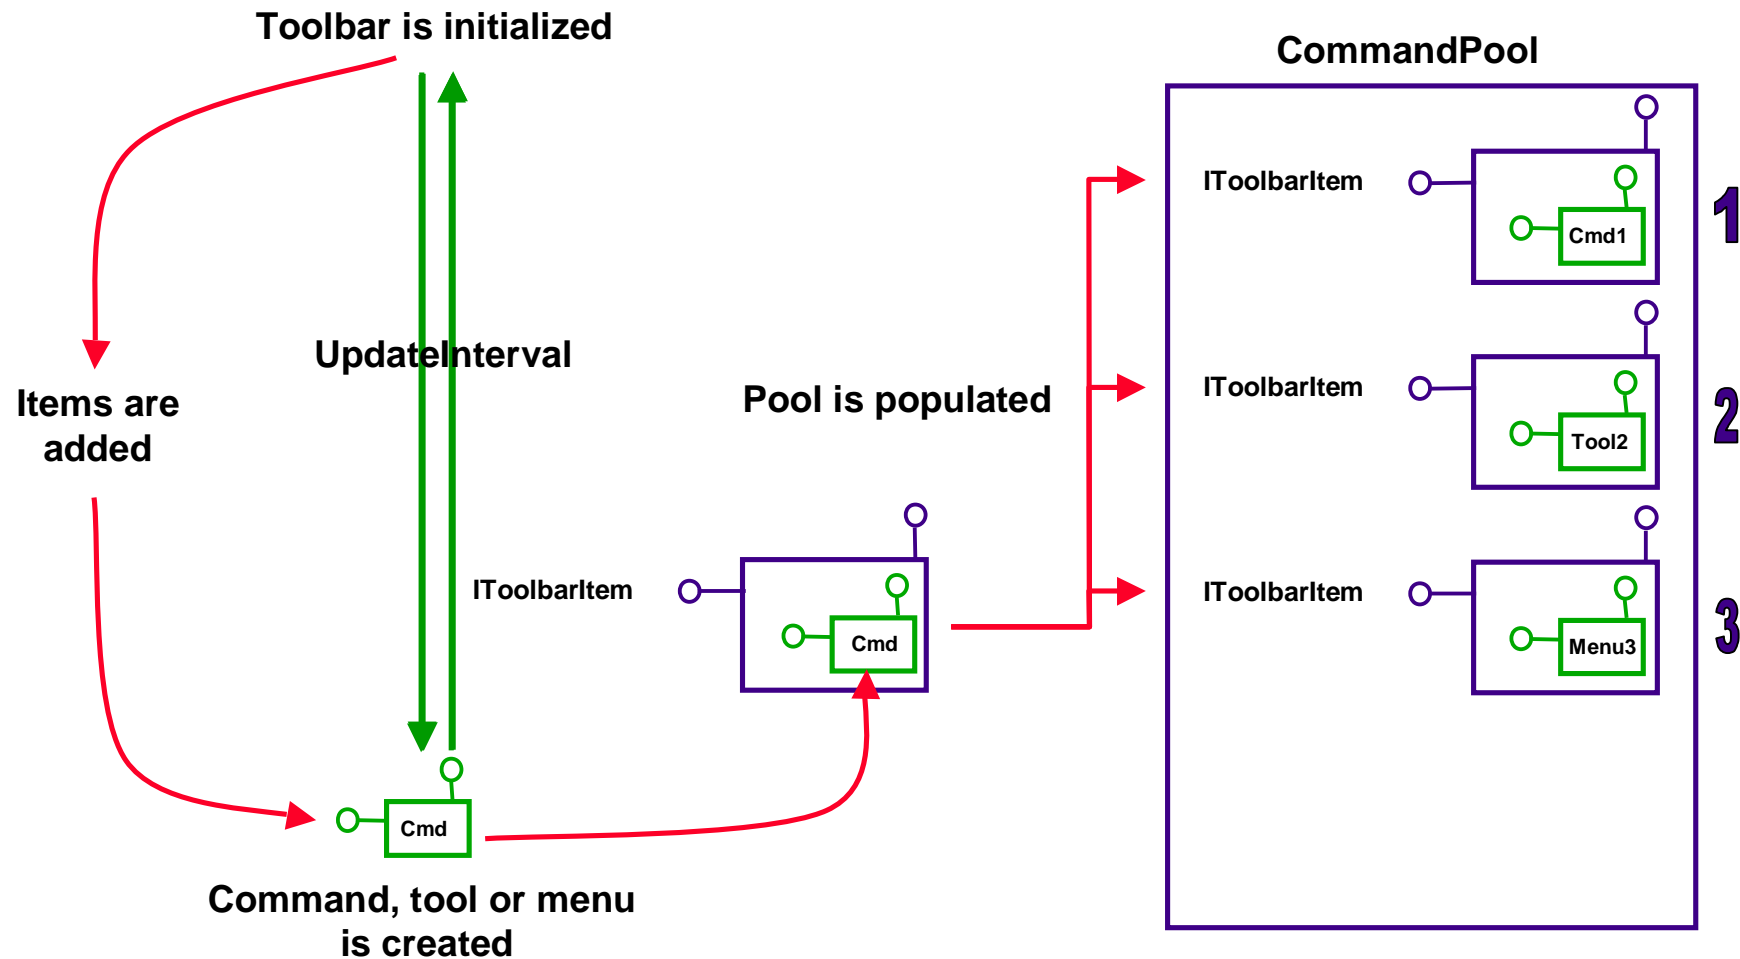 Toolbar is initialized
CommandPool
IToolbarItem
Cmd1
1
UpdateInterval
Items are
added
Pool is populated
IToolbarItem
Tool2
2
IToolbarItem
Cmd
IToolbarItem
Menu3
3
Cmd
Command, tool or menu
is created